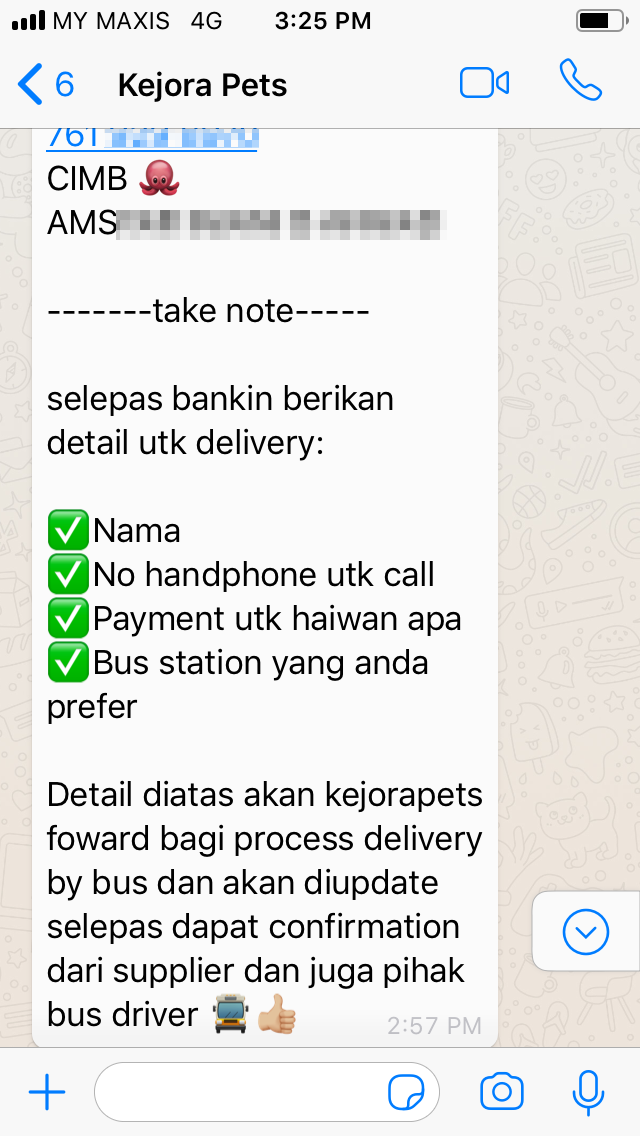 MY MAXIS 4G 3:25 PM
6 Kejora Pets
761
CIMB 🐙
AMS
-------take note-----
selepas bankin berikan
detail utk delivery:
✅Nama
✅No handphone utk call
✅Payment utk haiwan apa
✅Bus station yang anda
prefer
Detail diatas akan kejorapets
foward bagi process delivery
by bus dan akan diupdate
selepas dapat confirmation
dari supplier dan juga pihak
bus driver 🚍👍🏼
2:57 PM